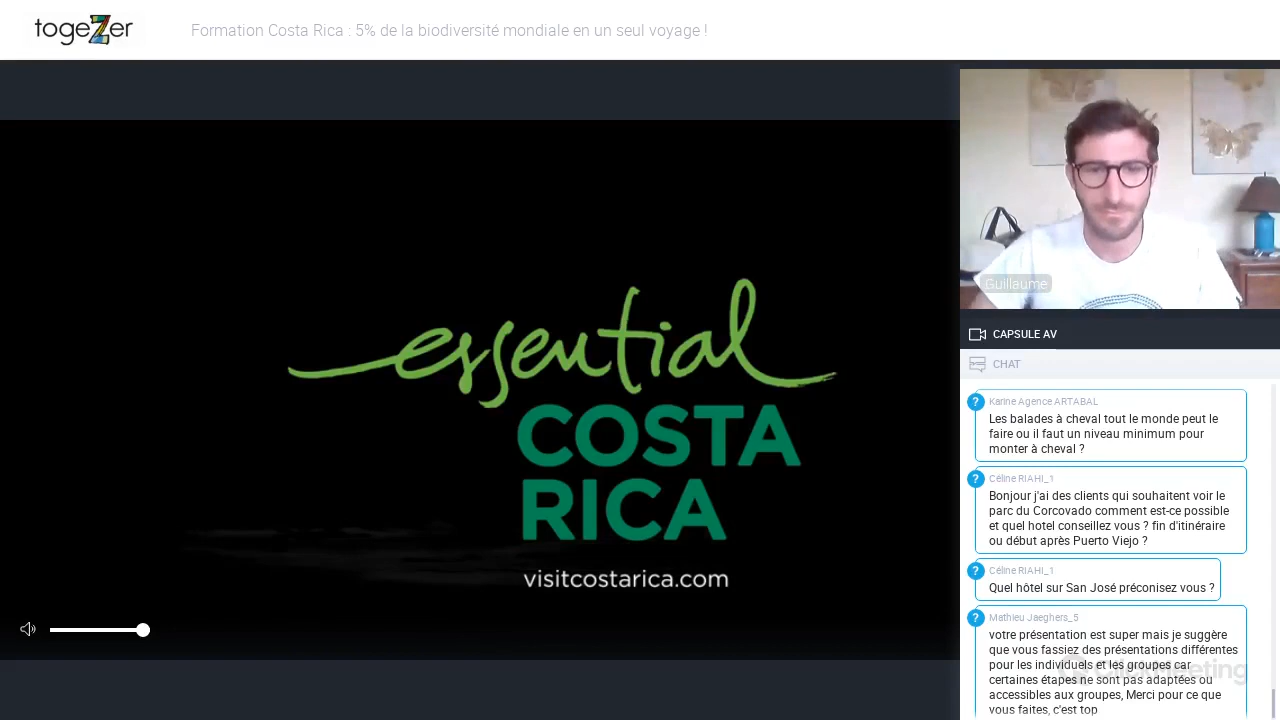 togeZzer
Formation Costa Rica : 5% de la biodiversité mondiale en un seul voyage !
essential
COSTA
RICA
visitcostarica.com
Guillaume
CAPSULE AV
CHAT
? Karine Agence ARTABAL
Les balades à cheval tout le monde peut le
faire ou il faut un niveau minimum pour
monter à cheval ?
? Céline RIAHI_1
Bonjour j'ai des clients qui souhaitent voir le
parc du Corcovado comment est-ce possible
et quel hotel conseillez vous ? fin d'itinéraire
ou début après Puerto Viejo ?
? Céline RIAHI_1
Quel hôtel sur San José préconisez vous ?
? Mathieu Jaeghers_5
votre présentation est super mais je suggère
que vous fassiez des présentations différentes
pour les individuels et les groupes car
certaines étapes ne sont pas adaptées ou
accessibles aux groupes, Merci pour ce que
vous faites, c'est top
ClickMeeting